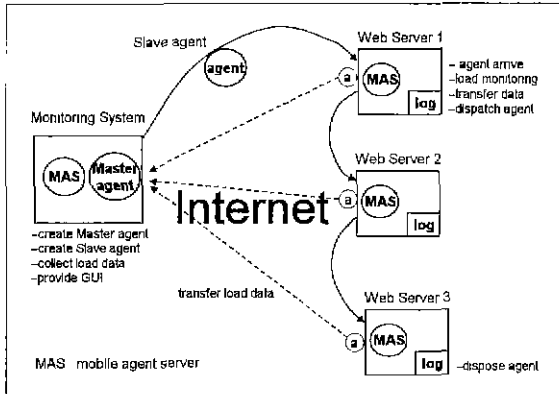 Web Server 1
Slave agent
agent
a
MAS
log
-agent arrive
-load monitoring
-transfer data
-dispatch agent
Monitoring System
MAS
Master
agent
Internet
-create Master agent
-create Slave agent
-collect load data
-provide GUI
Web Server 2
a
MAS
log
transfer load data
Web Server 3
a
MAS
log
-dispose agent
MAS mobile agent server